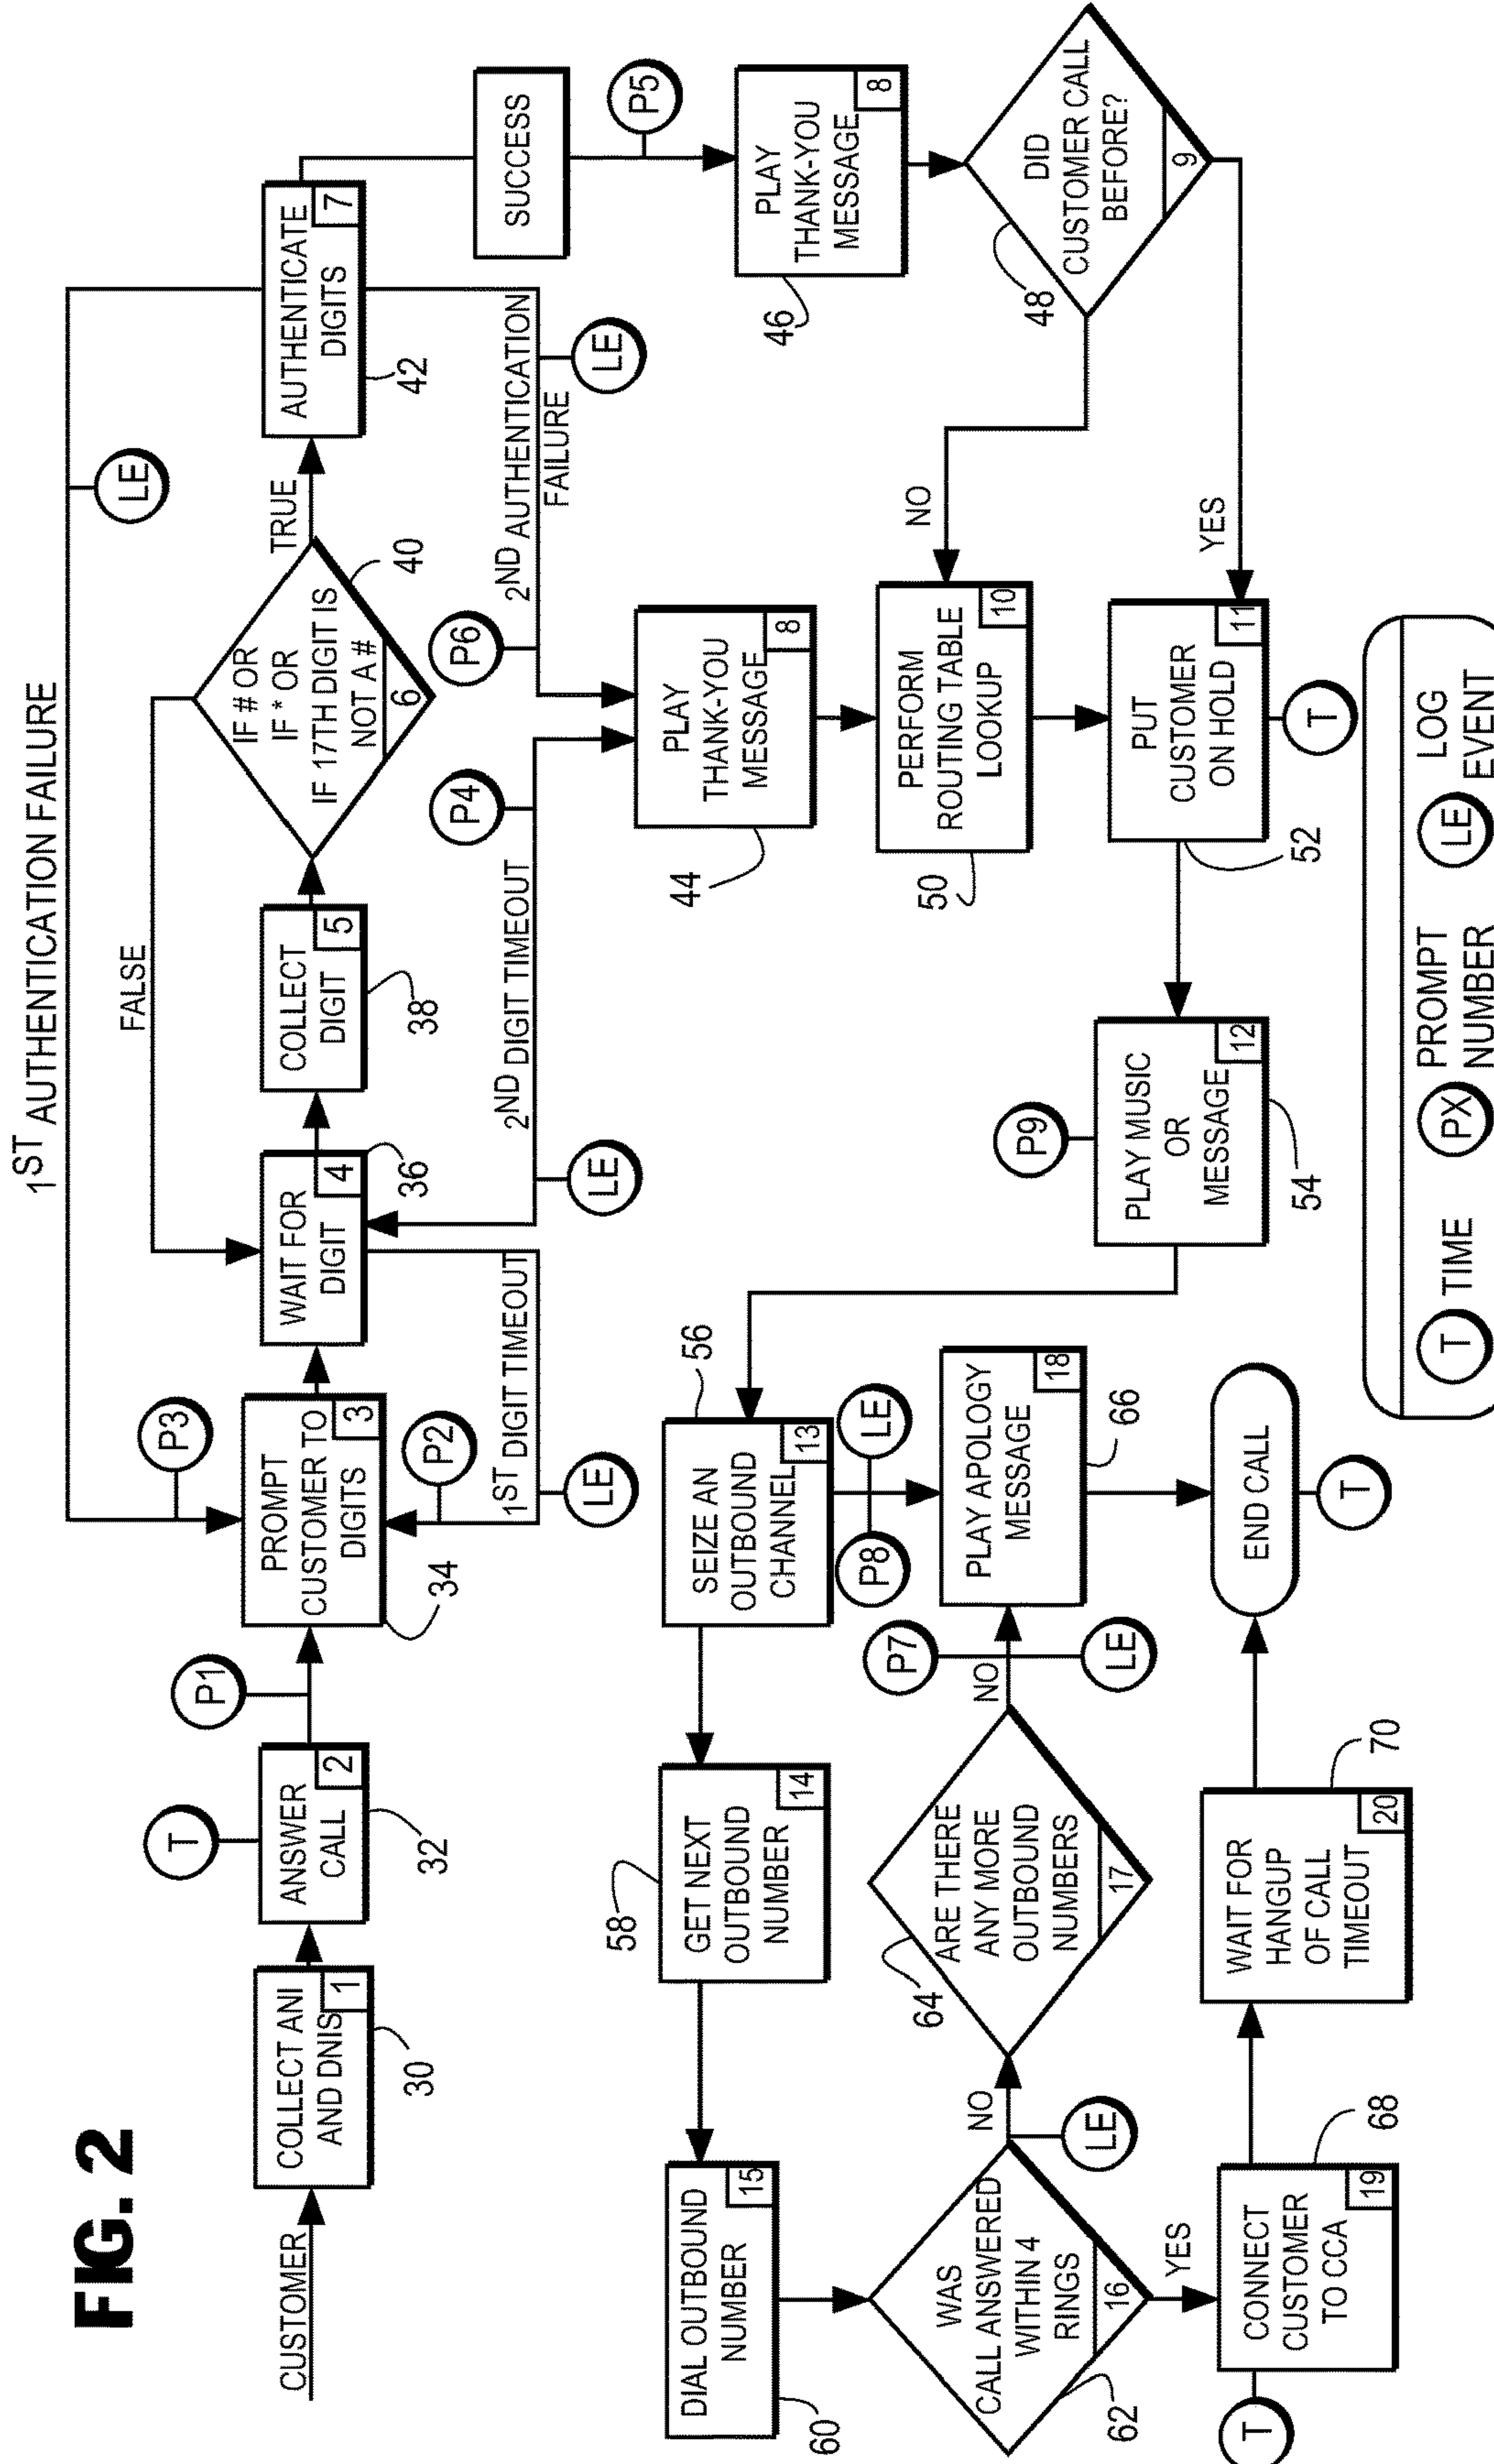 FIG. 2
1ST AUTHENTICATION FAILURE
LE
FALSE
CUSTOMER
COLLECT ANI
AND DNIS
1
30
T
ANSWER
CALL
2
32
P1
P3
PROMPT
CUSTOMER TO
DIGITS
3
34
P2
WAIT FOR
DIGIT
4
36
COLLECT
DIGIT
5
38
IF # OR
IF * OR
IF 17TH DIGIT IS
NOT A #
6
40
TRUE
AUTHENTICATE
DIGITS
7
42
1ST DIGIT TIMEOUT
LE
2ND DIGIT TIMEOUT
LE
P4
P6
2ND AUTHENTICATION
FAILURE
LE
SUCCESS
P5
PLAY
THANK-YOU
MESSAGE
8
44
PLAY
THANK-YOU
MESSAGE
8
46
DID
CUSTOMER CALL
BEFORE?
9
48
NO
YES
PERFORM
ROUTING TABLE
LOOKUP
10
50
PUT
CUSTOMER
ON HOLD
11
52
T
P9
PLAY MUSIC
OR
MESSAGE
12
54
SEIZE AN
OUTBOUND
CHANNEL
13
56
P8
LE
GET NEXT
OUTBOUND
NUMBER
14
58
DIAL OUTBOUND
NUMBER
15
60
WAS
CALL ANSWERED
WITHIN 4
RINGS
16
62
NO
LE
YES
ARE THERE
ANY MORE
OUTBOUND
NUMBERS
17
64
NO
P7
LE
PLAY APOLOGY
MESSAGE
18
66
T
CONNECT
CUSTOMER
TO CCA
19
68
WAIT FOR
HANGUP
OF CALL
TIMEOUT
20
70
END CALL
T
T
TIME
PX
PROMPT
NUMBER
LE
LOG
EVENT